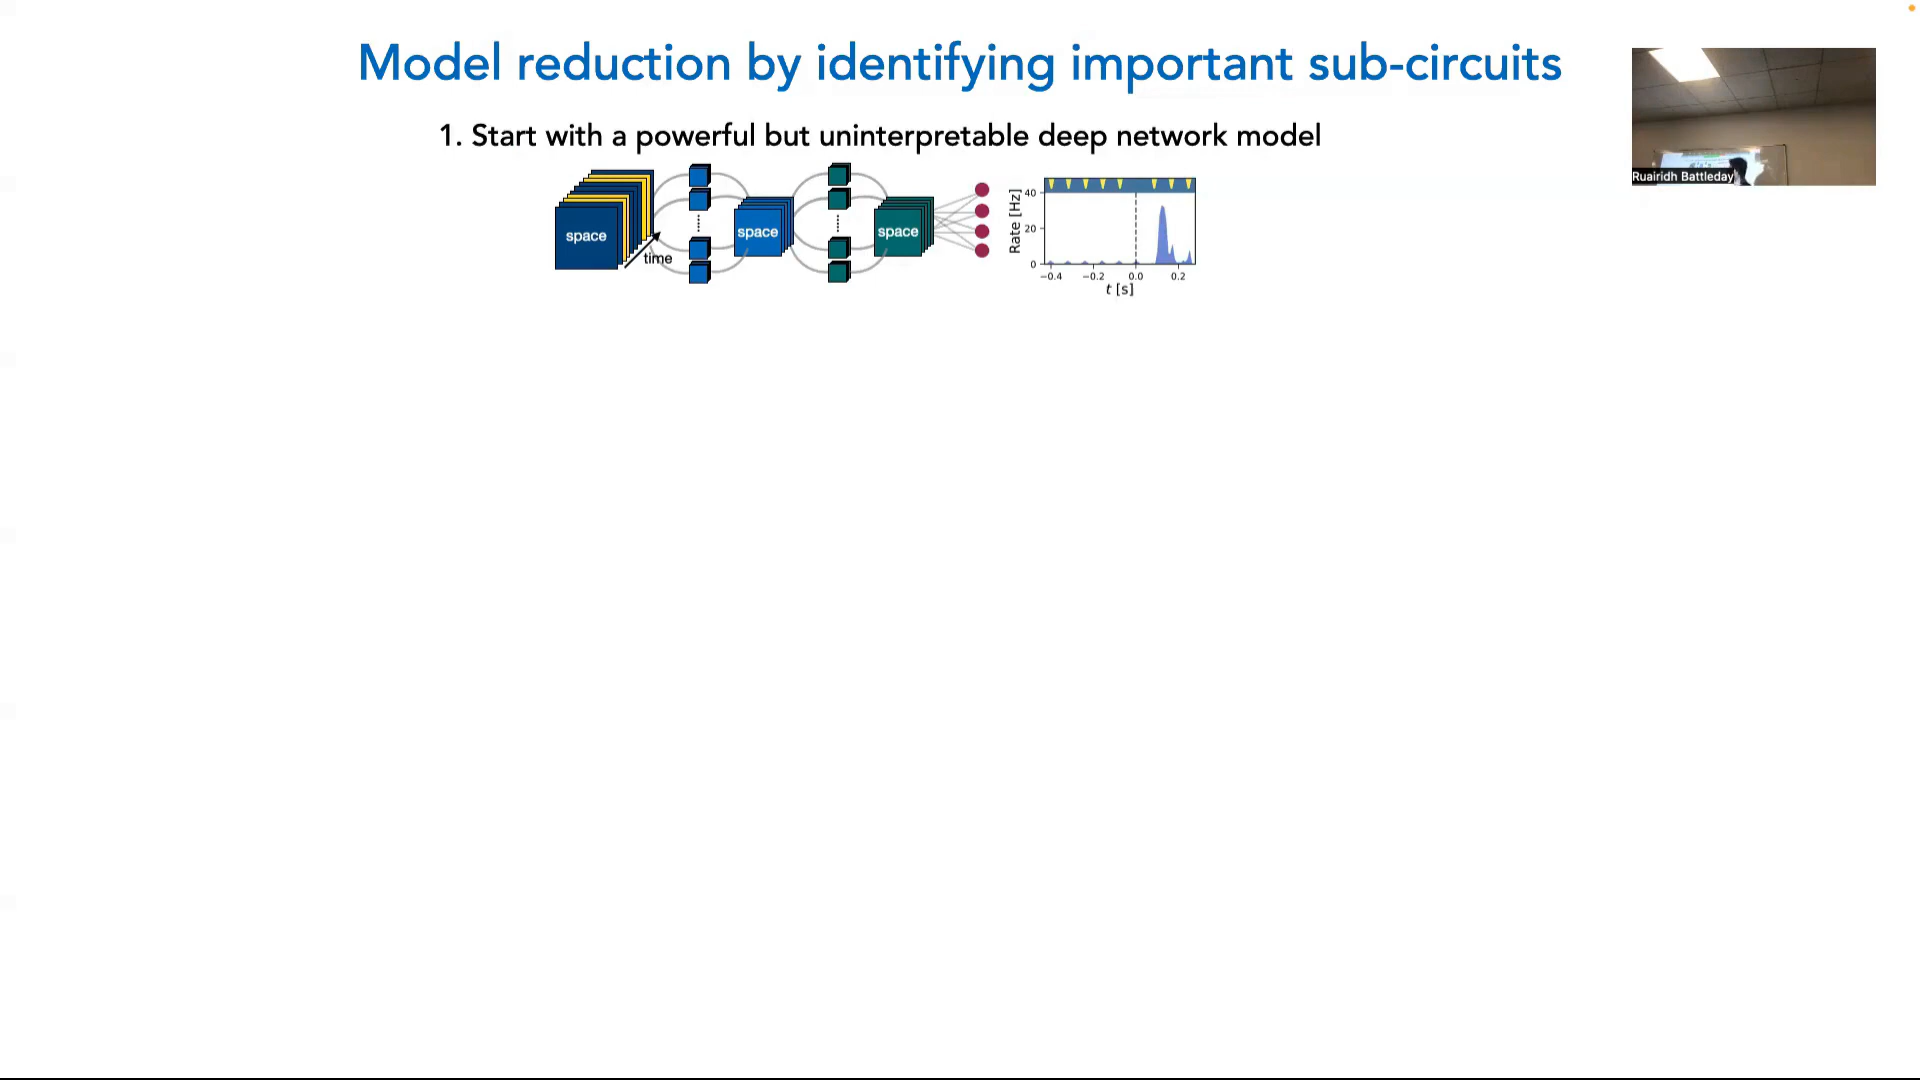 Model reduction by identifying important sub-circuits
1. Start with a powerful but uninterpretable deep network model
space
time
space
space
Rate [Hz]
40
20
0
−0.4 −0.2 0.0 0.2
t [s]
Ruairidh Battleday